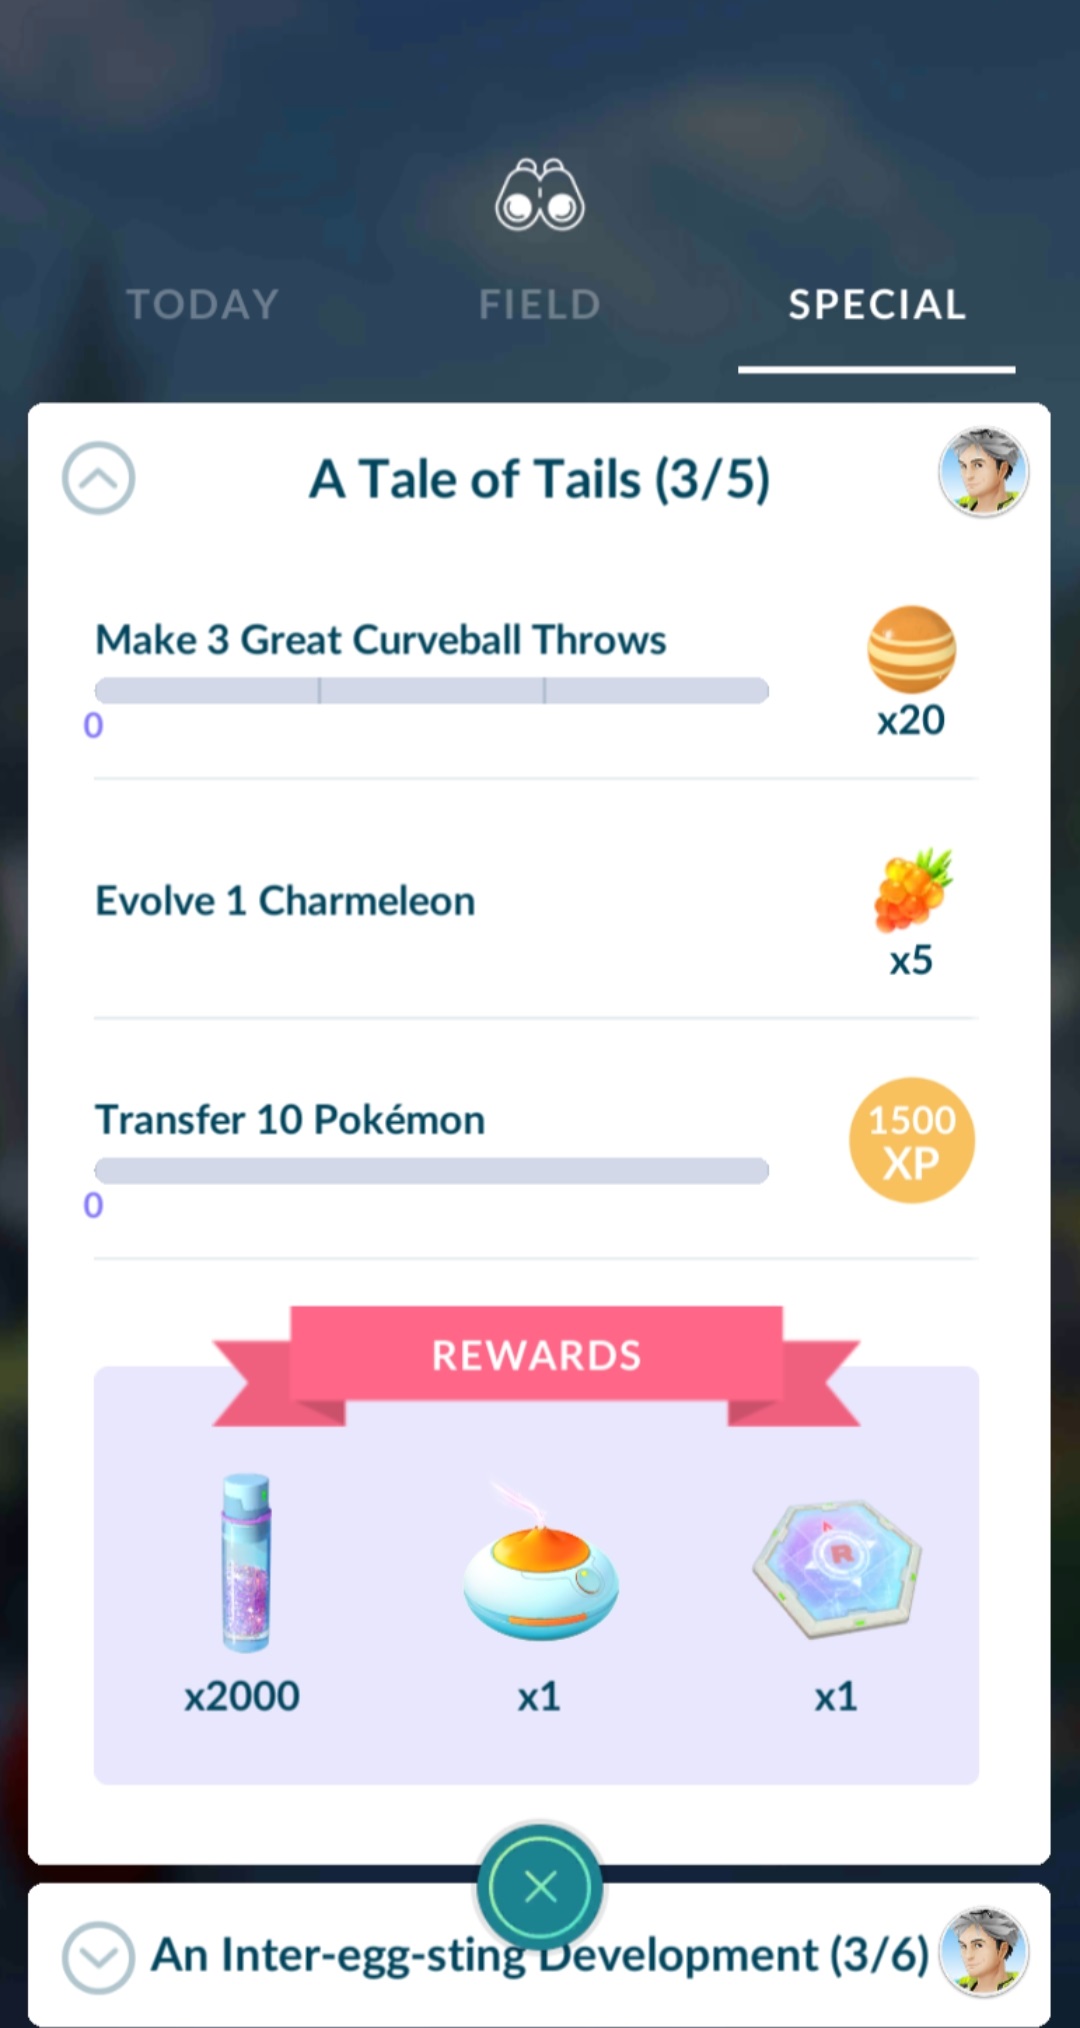 TODAY FIELD SPECIAL
A Tale of Tails (3/5)
Make 3 Great Curveball Throws
0
x20
Evolve 1 Charmeleon
x5
Transfer 10 Pokémon
0
1500
XP
REWARDS
R
x2000 x1 x1
An Inter-egg-sting Development (3/6)